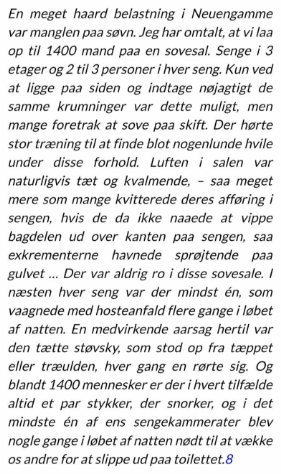 En meget haard belastning i Neuengamme
var manglen paa søvn. Jeg har omtalt, at vi laa
op til 1400 mand paa en sovesal. Senge i 3
etager og 2 til 3 personer i hver seng. Kun ved
at ligge paa siden og indtage nøjagtigt de
samme krumninger var dette muligt, men
mange foretrak at sove paa skift. Der hørte
stor træning til at finde blot nogenlunde hvile
under disse forhold. Luften i salen var
naturligvis tæt og kvalmende, – saa meget
mere som mange kvitterede deres afføring i
sengen, hvis de da ikke naaede at vippe
bagdelen ud over kanten paa sengen, saa
exkrementerne havnede sprøjtende paa
gulvet ... Der var aldrig ro i disse sovesale. I
næsten hver seng var der mindst én, som
vaagnede med hosteanfald flere gange i løbet
af natten. En medvirkende aarsag hertil var
den tætte støvsky, som stod op fra tæppet
eller træulden, hver gang en rørte sig. Og
blandt 1400 mennesker er der i hvert tilfælde
altid et par stykker, der snorker, og i det
mindste én af ens sengekammerater blev
nogle gange i løbet af natten nødt til at vække
os andre for at slippe ud paa toilettet.8